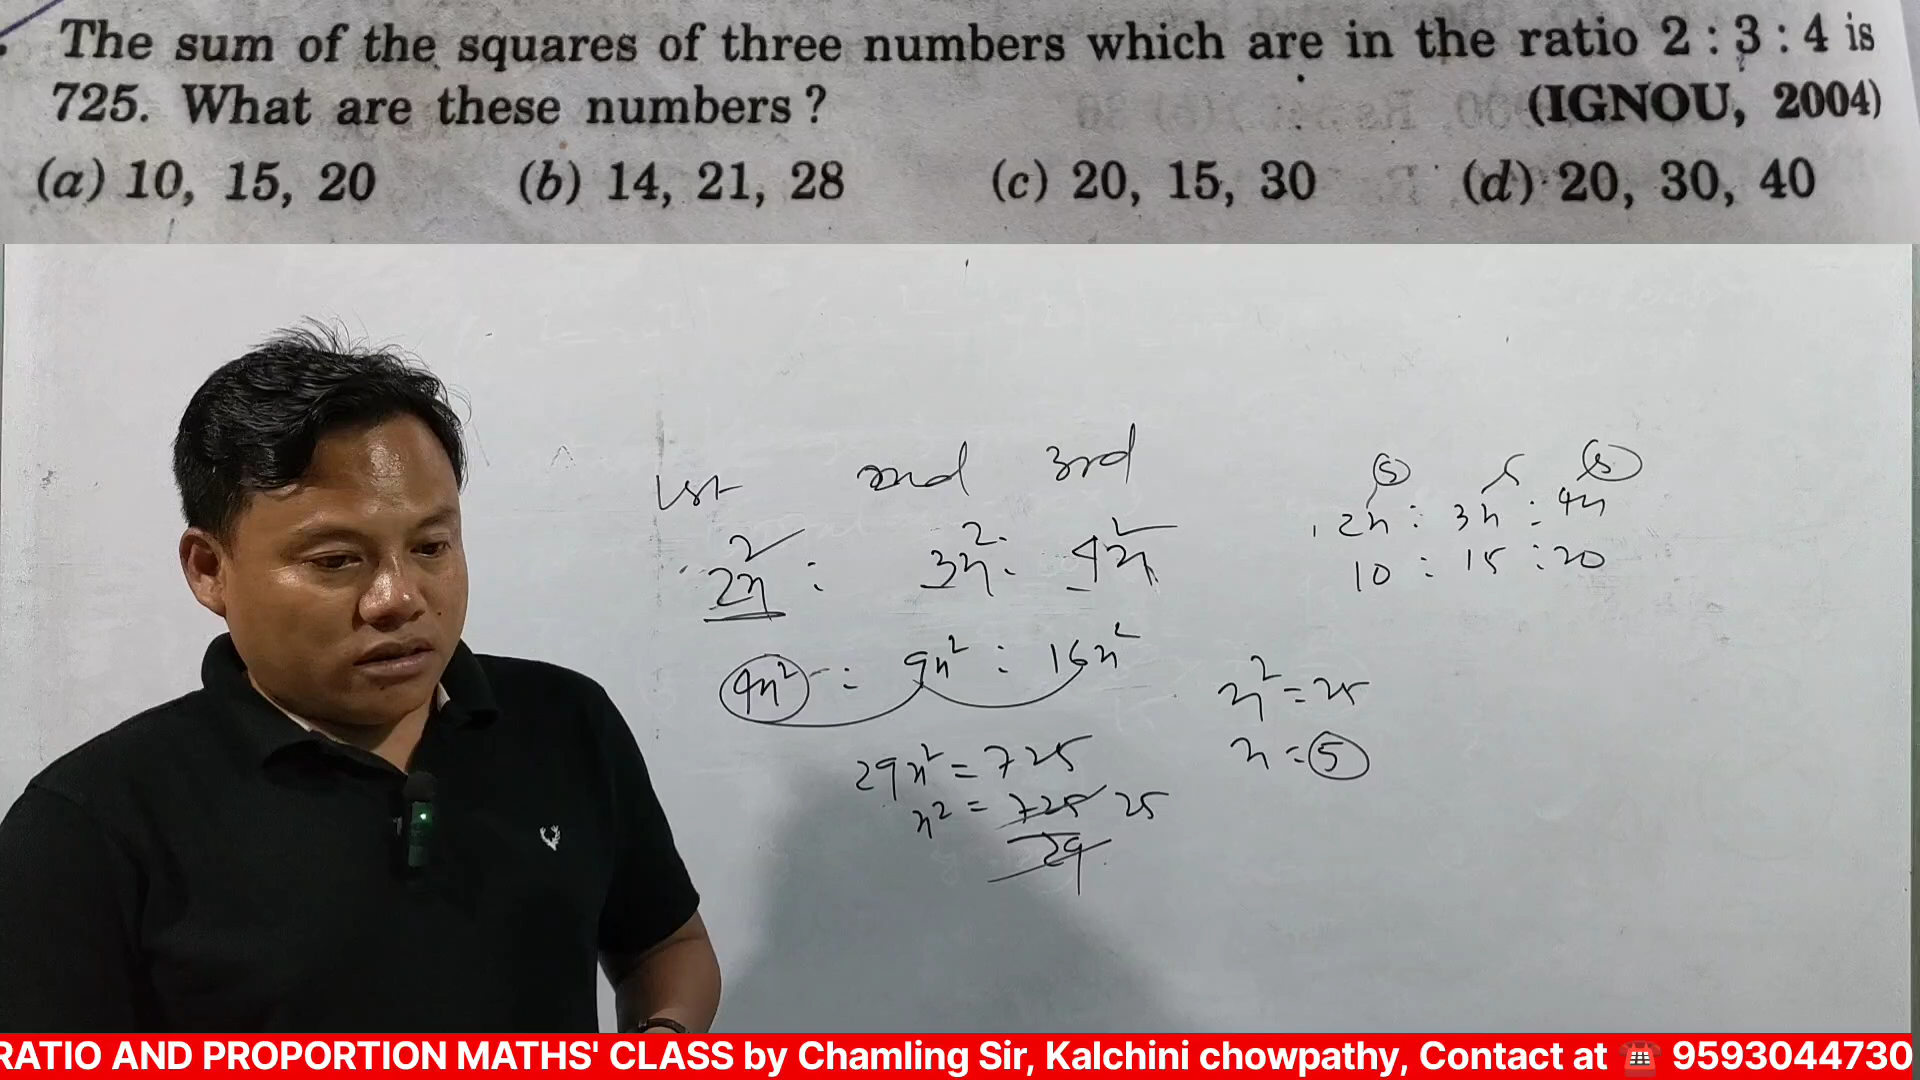 The sum of the squares of three numbers which are in the ratio 2 : 3 : 4 is
725. What are these numbers ? (IGNOU, 2004)
(a) 10, 15, 20 (b) 14, 21, 28 (c) 20, 15, 30 (d) 20, 30, 40
1st 2nd 3rd
2x² : 3x² : 4x²
4x² : 9x² : 16x²
29x² = 725
x² = 725 25
29
5 5 5
2x : 3x : 4x
10 : 15 : 20
x² = 25
x = 5
RATIO AND PROPORTION MATHS' CLASS by Chamling Sir, Kalchini chowpathy, Contact at ☎️ 9593044730